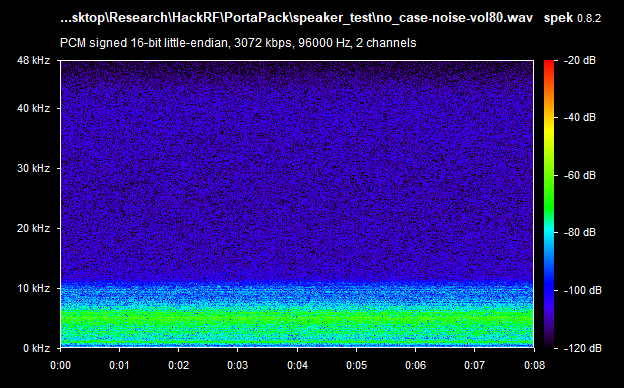 ...sktop\Research\HackRF\PortaPack\speaker_test\no_case-noise-vol80.wav spek 0.8.2
PCM signed 16-bit little-endian, 3072 kbps, 96000 Hz, 2 channels
48 kHz -20 dB
40 kHz -40 dB
30 kHz -60 dB
20 kHz -80 dB
10 kHz -100 dB
0 kHz -120 dB
0:00 0:01 0:02 0:03 0:04 0:05 0:06 0:07 0:08